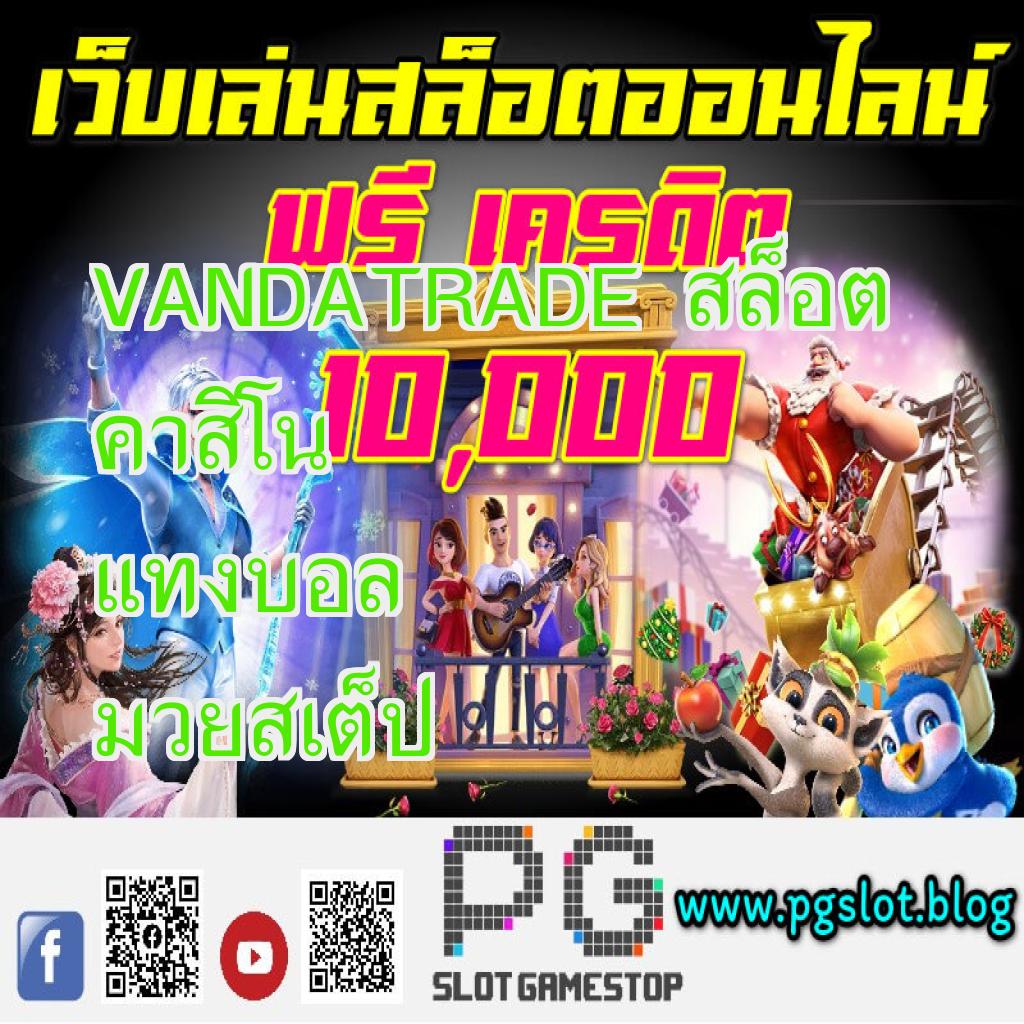 เว็บเล่นสล็อตออนไลน์
ฟรี เครดิต
VANDATRADE สล็อต
10,000
คาสิโน
แทงบอล
มวยสเต็ป
PG
www.pgslot.blog
SLOT GAMESTOP